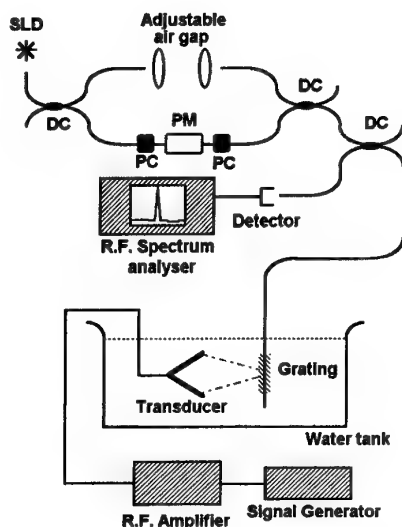 SLD
Adjustable
air gap
DC
PM
DC
DC
PC
PC
Detector
R.F. Spectrum
analyser
Grating
Transducer
Water tank
R.F. Amplifier
Signal Generator